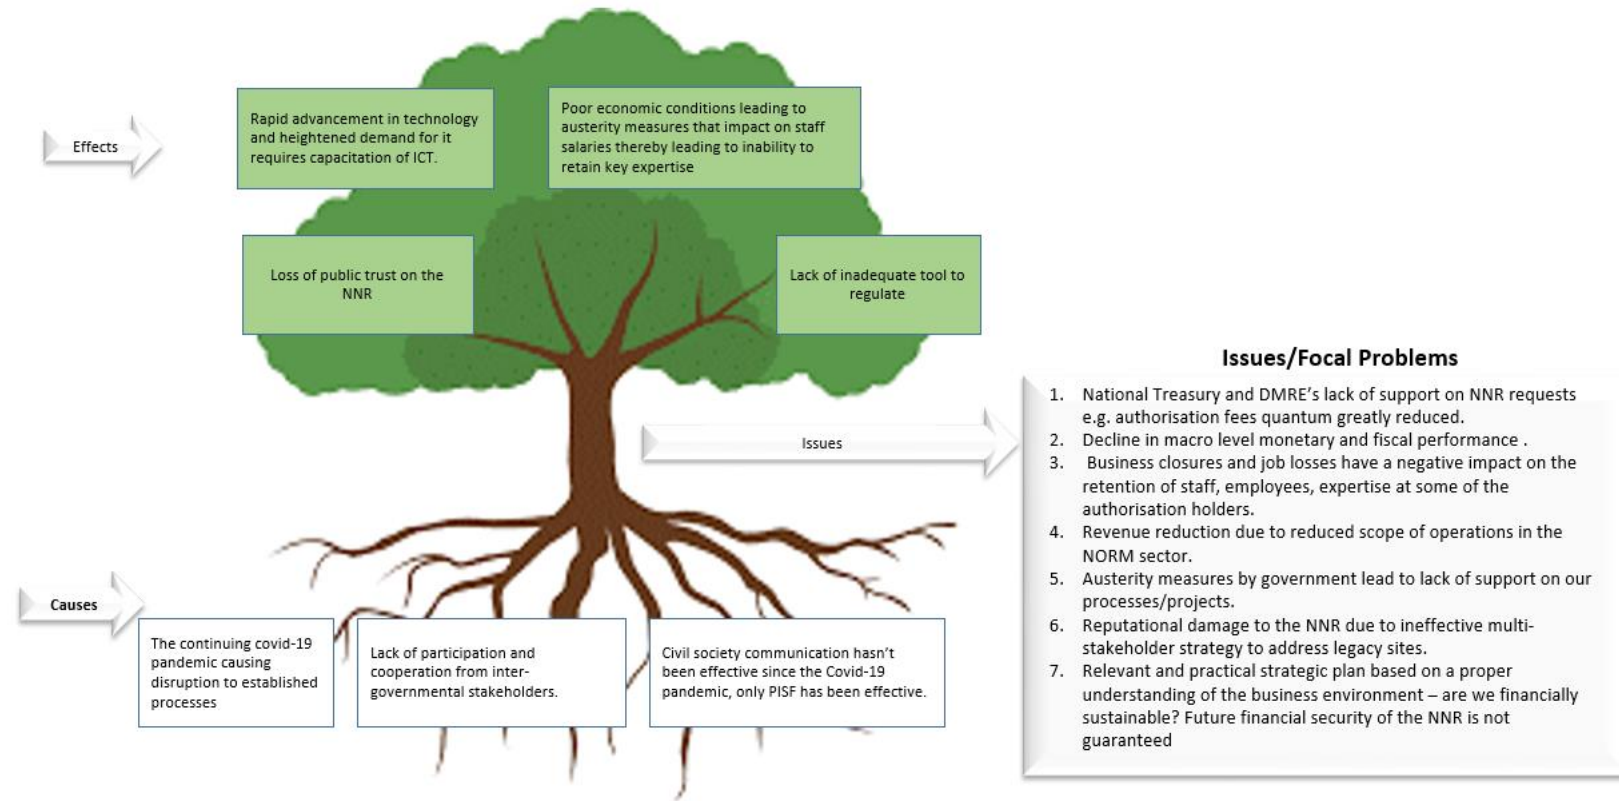 Effects
Rapid advancement in technology
and heightened demand for it
requires capacitation of ICT.
Poor economic conditions leading to
austerity measures that impact on staff
salaries thereby leading to inability to
retain key expertise
Loss of public trust on the
NNR
Lack of inadequate tool to
regulate
Issues
Issues/Focal Problems
1. National Treasury and DMRE’s lack of support on NNR requests
e.g. authorisation fees quantum greatly reduced.
2. Decline in macro level monetary and fiscal performance .
3. Business closures and job losses have a negative impact on the
retention of staff, employees, expertise at some of the
authorisation holders.
4. Revenue reduction due to reduced scope of operations in the
NORM sector.
5. Austerity measures by government lead to lack of support on our
processes/projects.
6. Reputational damage to the NNR due to ineffective multi-
stakeholder strategy to address legacy sites.
7. Relevant and practical strategic plan based on a proper
understanding of the business environment – are we financially
sustainable? Future financial security of the NNR is not
guaranteed
Causes
The continuing covid-19
pandemic causing
disruption to established
processes
Lack of participation and
cooperation from inter-
governmental stakeholders.
Civil society communication hasn’t
been effective since the Covid-19
pandemic, only PISF has been effective.